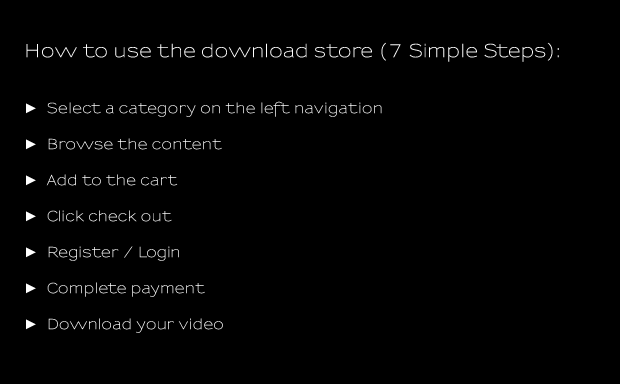 How to use the download store (7 Simple Steps):
► Select a category on the left navigation
► Browse the content
► Add to the cart
► Click check out
► Register / Login
► Complete payment
► Download your video